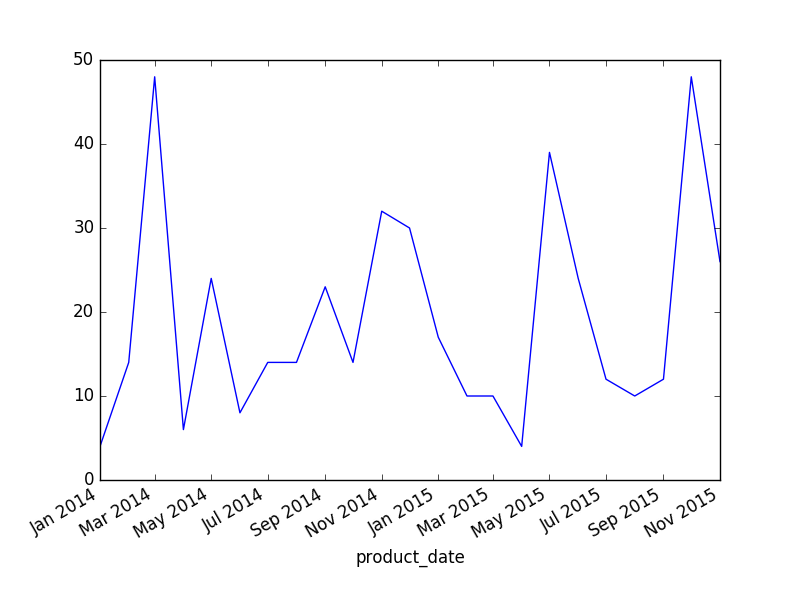 50
40
30
20
10
0
Jan 2014
Mar 2014
May 2014
Jul 2014
Sep 2014
Nov 2014
Jan 2015
Mar 2015
May 2015
Jul 2015
Sep 2015
Nov 2015
product_date